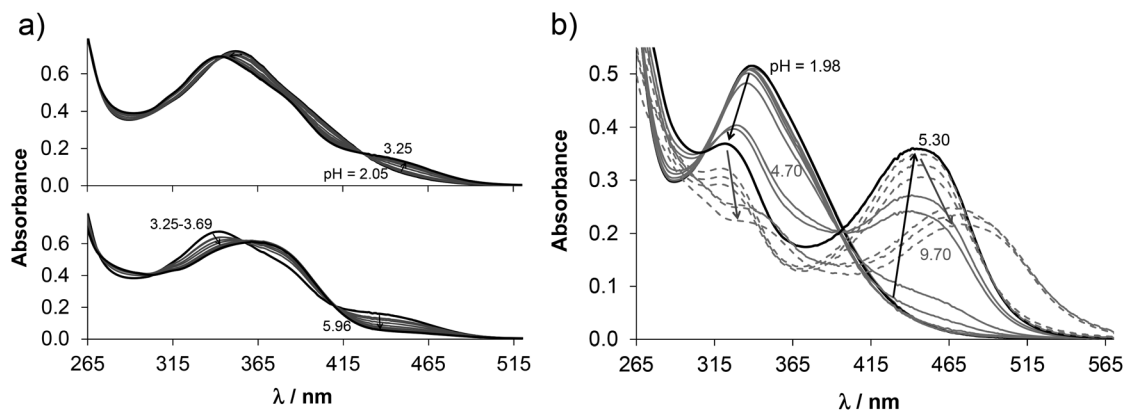 a)
0.6
0.4
0.2
0.0
3.25
pH = 2.05
0.6
0.4
0.2
0.0
3.25-3.69
5.96
265 315 365 415 465 515
Absorbance
λ / nm
b)
0.5
0.4
0.3
0.2
0.1
0.0
pH = 1.98
5.30
4.70
9.70
265 315 365 415 465 515 565
Absorbance
λ / nm